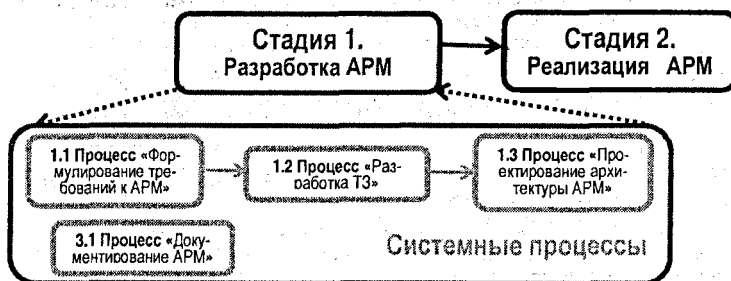 Стадия 1.
Разработка АРМ
Стадия 2.
Реализация АРМ
1.1 Процесс «Фор-
мулирование тре-
бований к АРМ»
1.2 Процесс «Раз-
работка ТЗ»
1.3 Процесс «Про-
ектирование архи-
тектуры АРМ»
3.1 Процесс «Доку-
ментирование АРМ»
Системные процессы